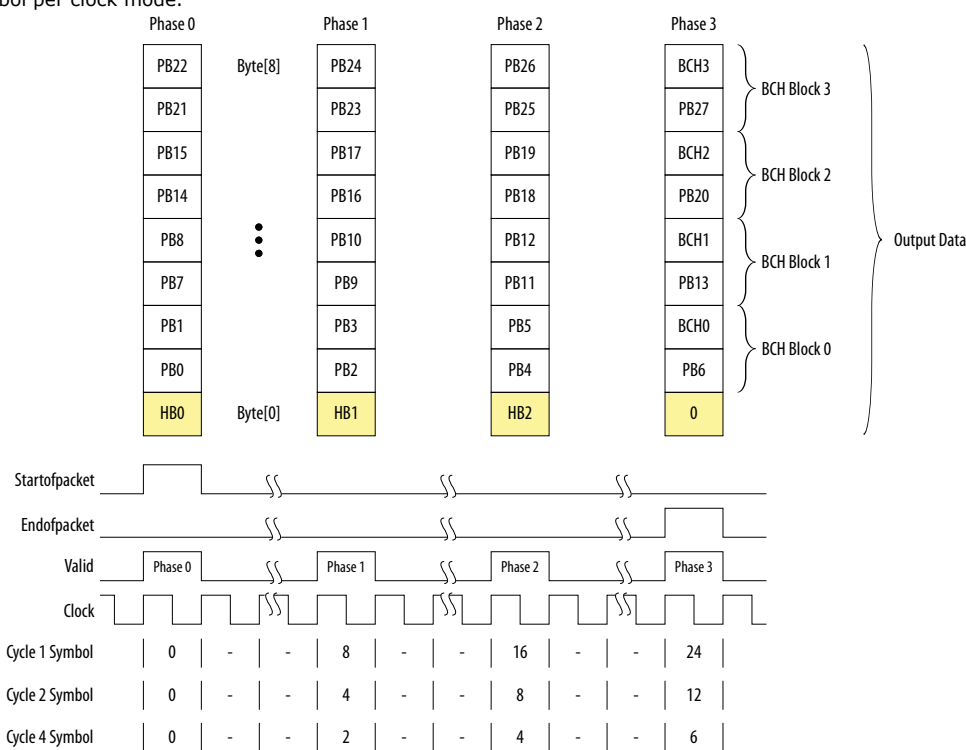 bol per clock mode.
Phase 0 Phase 1 Phase 2 Phase 3
PB22 Byte[8] PB24 PB26 BCH3
BCH Block 3
PB21 PB23 PB25 PB27
PB15 PB17 PB19 BCH2
BCH Block 2
PB14 PB16 PB18 PB20
PB8 PB10 PB12 BCH1 Output Data
BCH Block 1
PB7 PB9 PB11 PB13
PB1 PB3 PB5 BCH0
BCH Block 0
PB0 PB2 PB4 PB6
HB0 Byte[0] HB1 HB2 0
Startofpacket
Endofpacket
Valid Phase 0 Phase 1 Phase 2 Phase 3
Clock
Cycle 1 Symbol 0 - - 8 - - 16 - - 24
Cycle 2 Symbol 0 - - 4 - - 8 - - 12
Cycle 4 Symbol 0 - - 2 - - 4 - - 6